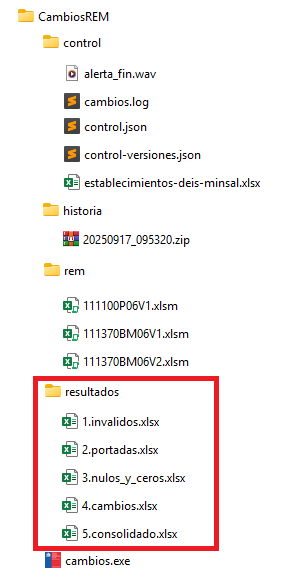 CambiosREM
control
alerta_fin.wav
cambios.log
control.json
control-versiones.json
establecimientos-deis-minsal.xlsx
historia
20250917_095320.zip
rem
111100P06V1.xlsm
111370BM06V1.xlsm
111370BM06V2.xlsm
resultados
1.invalidos.xlsx
2.portadas.xlsx
3.nulos_y_ceros.xlsx
4.cambios.xlsx
5.consolidado.xlsx
cambios.exe